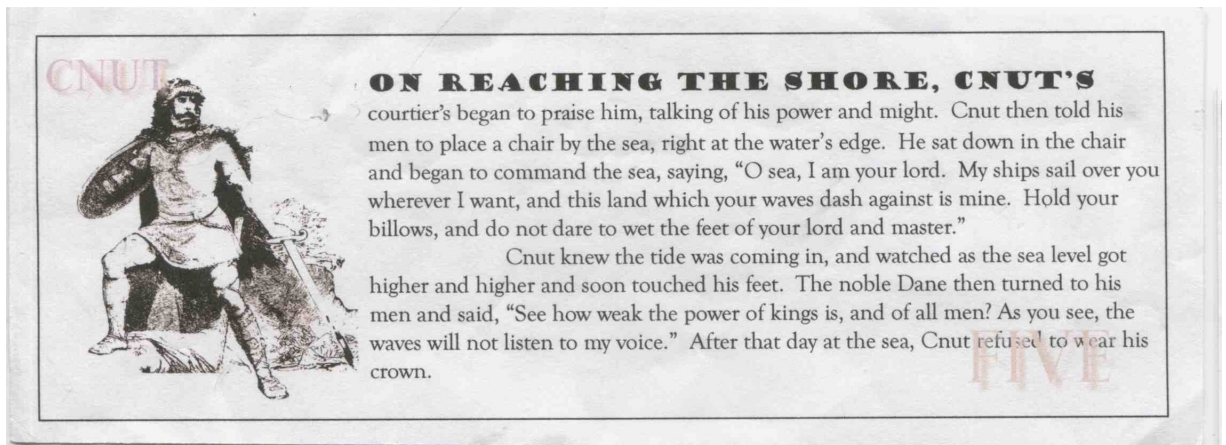 CNUT
ON REACHING THE SHORE, CNUT'S
courtier's began to praise him, talking of his power and might. Cnut then told his
men to place a chair by the sea, right at the water's edge. He sat down in the chair
and began to command the sea, saying, “O sea, I am your lord. My ships sail over you
wherever I want, and this land which your waves dash against is mine. Hold your
billows, and do not dare to wet the feet of your lord and master.”
Cnut knew the tide was coming in, and watched as the sea level got
higher and higher and soon touched his feet. The noble Dane then turned to his
men and said, “See how weak the power of kings is, and of all men? As you see, the
waves will not listen to my voice.” After that day at the sea, Cnut refused to wear his
crown.
FIVE